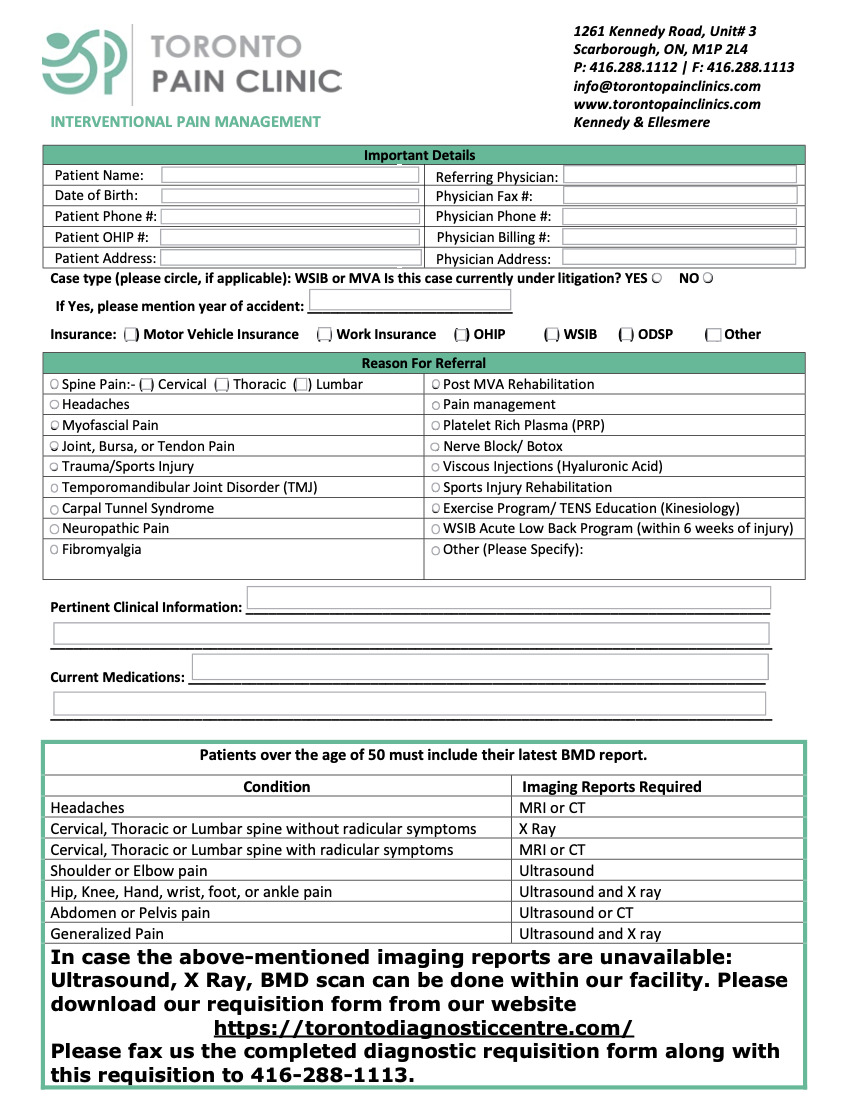 TORONTO
PAIN CLINIC
INTERVENTIONAL PAIN MANAGEMENT
1261 Kennedy Road, Unit# 3
Scarborough, ON, M1P 2L4
P: 416.288.1112 | F: 416.288.1113
info@torontopainclinics.com
www.torontopainclinics.com
Kennedy & Ellesmere
Important Details
Patient Name: Referring Physician:
Date of Birth: Physician Fax #:
Patient Phone #: Physician Phone #:
Patient OHIP #: Physician Billing #:
Patient Address: Physician Address:
Case type (please circle, if applicable): WSIB or MVA Is this case currently under litigation? YES NO
If Yes, please mention year of accident:
Insurance: ( ) Motor Vehicle Insurance ( ) Work Insurance ( ) OHIP ( ) WSIB ( ) ODSP ( ) Other
Reason For Referral
Spine Pain:- ( ) Cervical ( ) Thoracic ( ) Lumbar Post MVA Rehabilitation
Headaches Pain management
Myofascial Pain Platelet Rich Plasma (PRP)
Joint, Bursa, or Tendon Pain Nerve Block/ Botox
Trauma/Sports Injury Viscous Injections (Hyaluronic Acid)
Temporomandibular Joint Disorder (TMJ) Sports Injury Rehabilitation
Carpal Tunnel Syndrome Exercise Program/ TENS Education (Kinesiology)
Neuropathic Pain WSIB Acute Low Back Program (within 6 weeks of injury)
Fibromyalgia Other (Please Specify):
Pertinent Clinical Information:
Current Medications:
Patients over the age of 50 must include their latest BMD report.
Condition Imaging Reports Required
Headaches MRI or CT
Cervical, Thoracic or Lumbar spine without radicular symptoms X Ray
Cervical, Thoracic or Lumbar spine with radicular symptoms MRI or CT
Shoulder or Elbow pain Ultrasound
Hip, Knee, Hand, wrist, foot, or ankle pain Ultrasound and X ray
Abdomen or Pelvis pain Ultrasound or CT
Generalized Pain Ultrasound and X ray
In case the above-mentioned imaging reports are unavailable:
Ultrasound, X Ray, BMD scan can be done within our facility. Please
download our requisition form from our website
https://torontodiagnosticcentre.com/
Please fax us the completed diagnostic requisition form along with
this requisition to 416-288-1113.